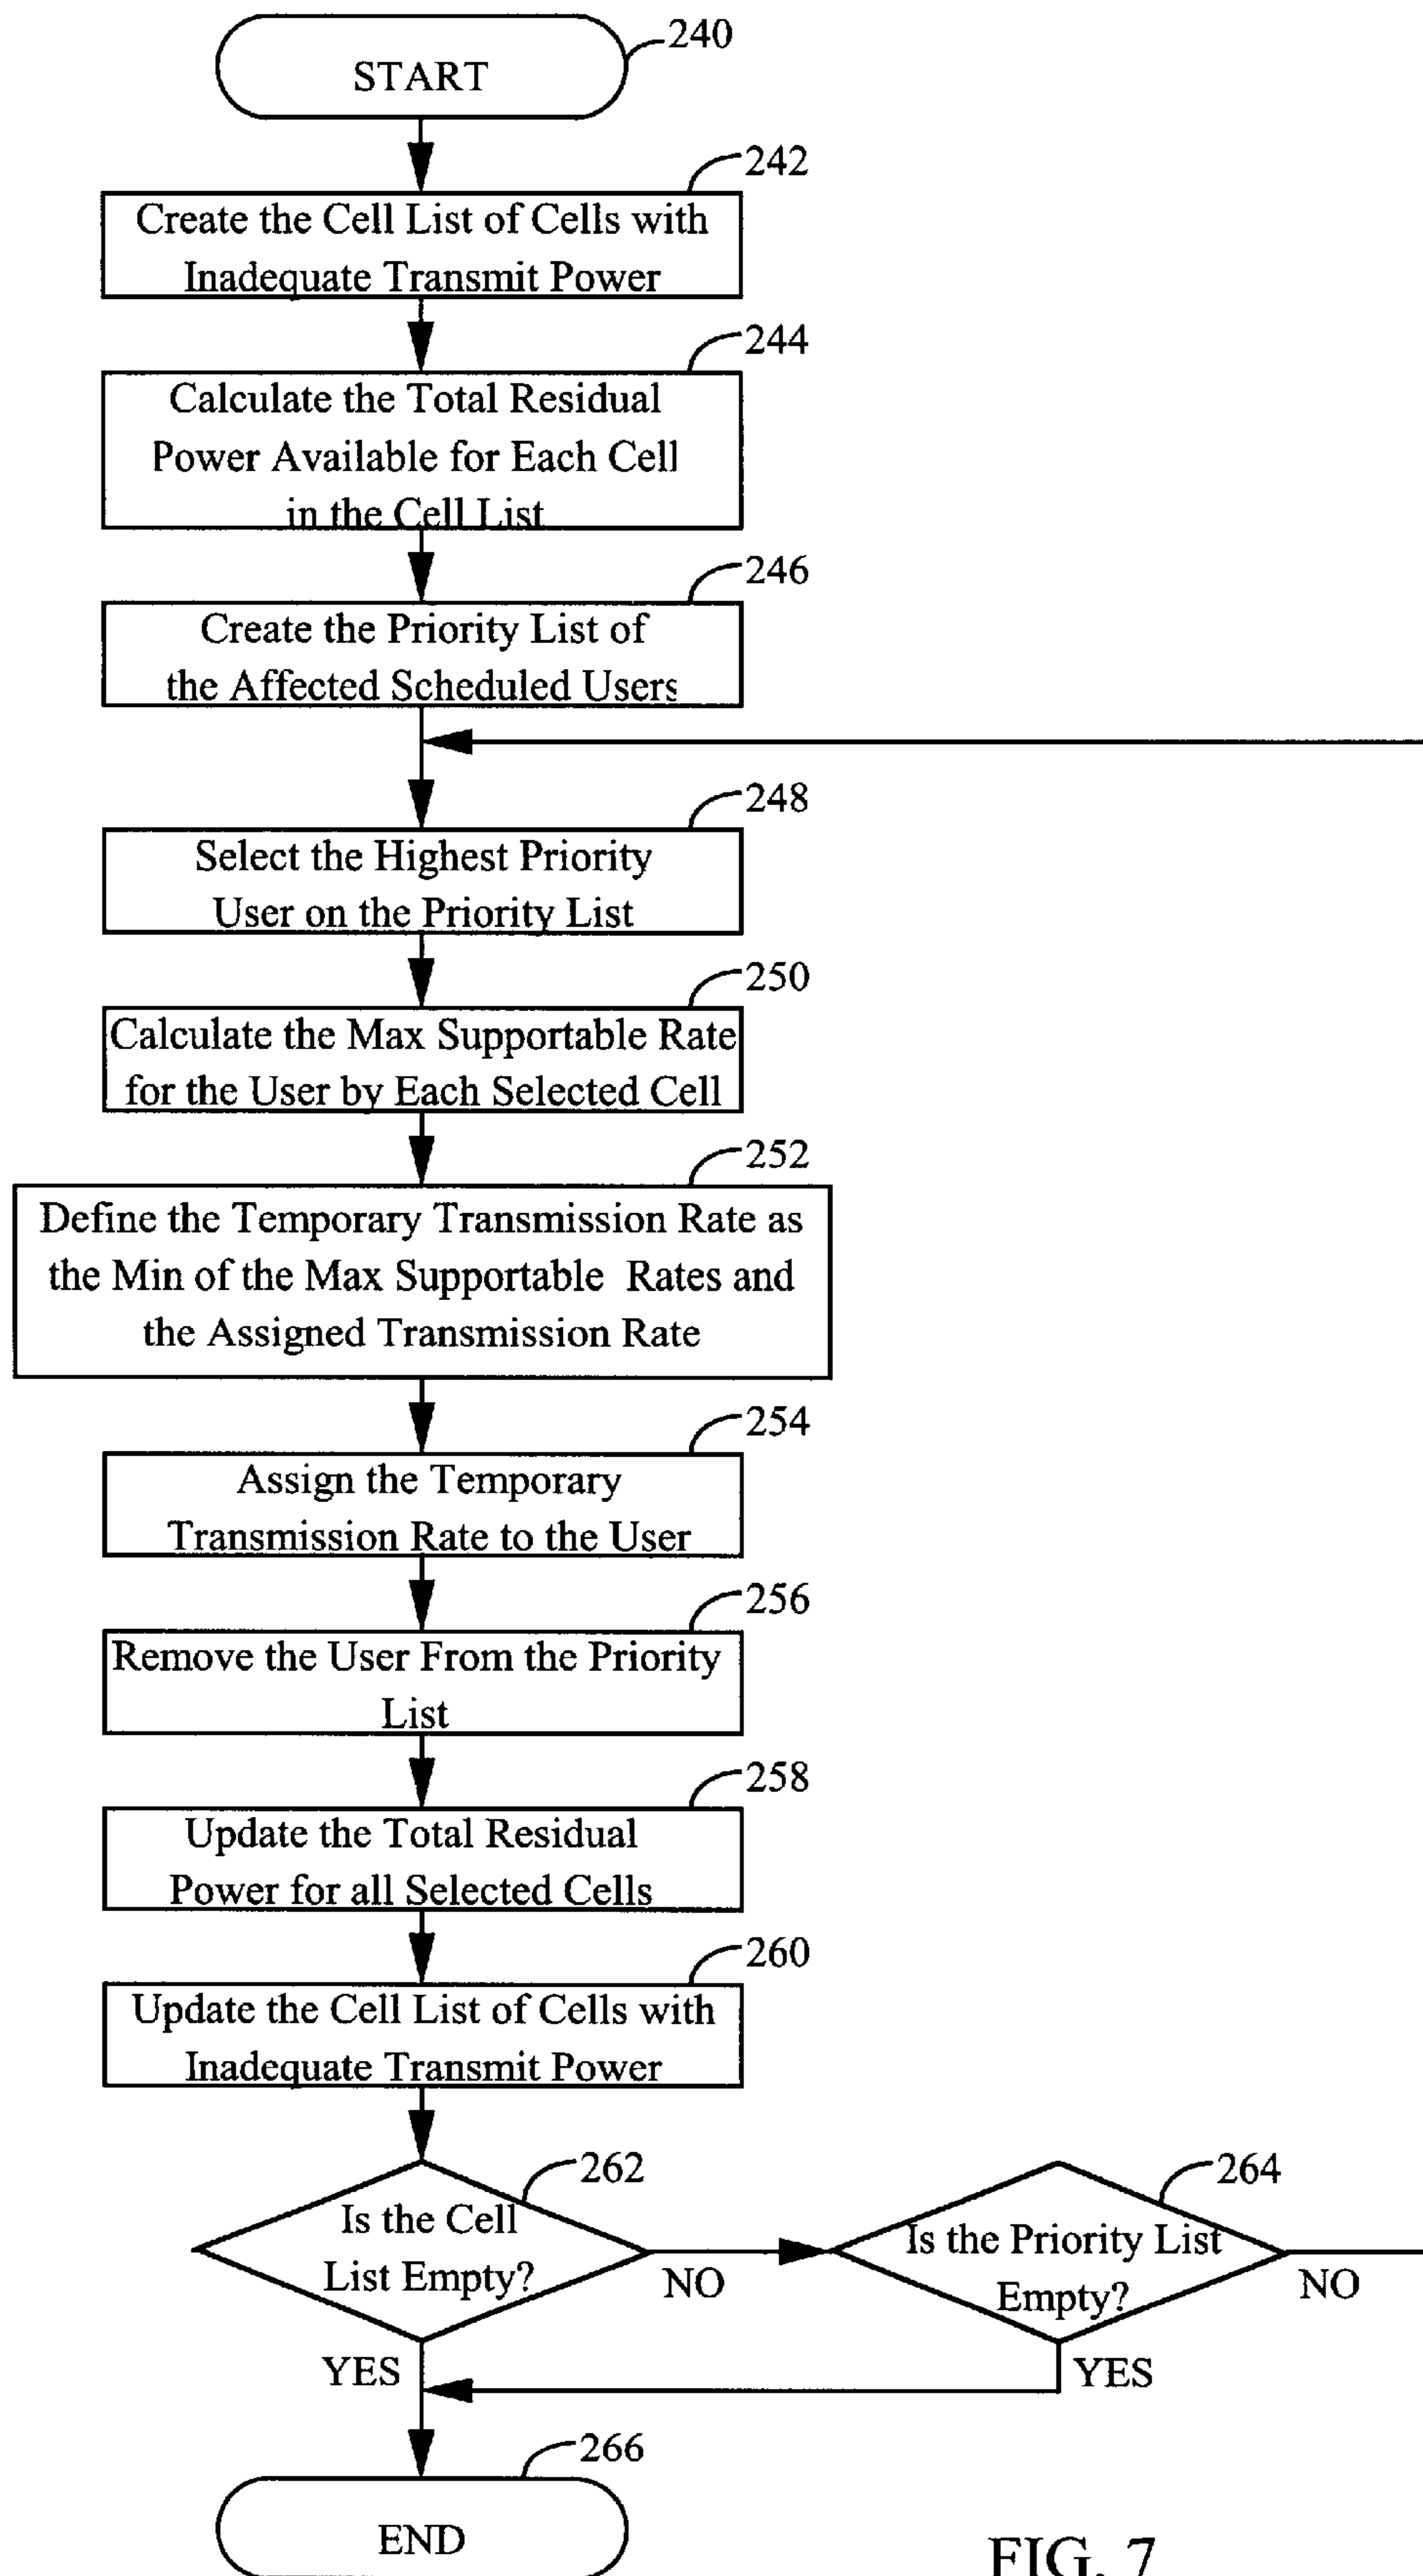 START
240
242
Create the Cell List of Cells with
Inadequate Transmit Power
244
Calculate the Total Residual
Power Available for Each Cell
in the Cell List
246
Create the Priority List of
the Affected Scheduled Users
248
Select the Highest Priority
User on the Priority List
250
Calculate the Max Supportable Rate
for the User by Each Selected Cell
252
Define the Temporary Transmission Rate as
the Min of the Max Supportable Rates and
the Assigned Transmission Rate
254
Assign the Temporary
Transmission Rate to the User
256
Remove the User From the Priority
List
258
Update the Total Residual
Power for all Selected Cells
260
Update the Cell List of Cells with
Inadequate Transmit Power
262
Is the Cell
List Empty?
NO
YES
264
Is the Priority List
Empty?
NO
YES
266
END
FIG. 7